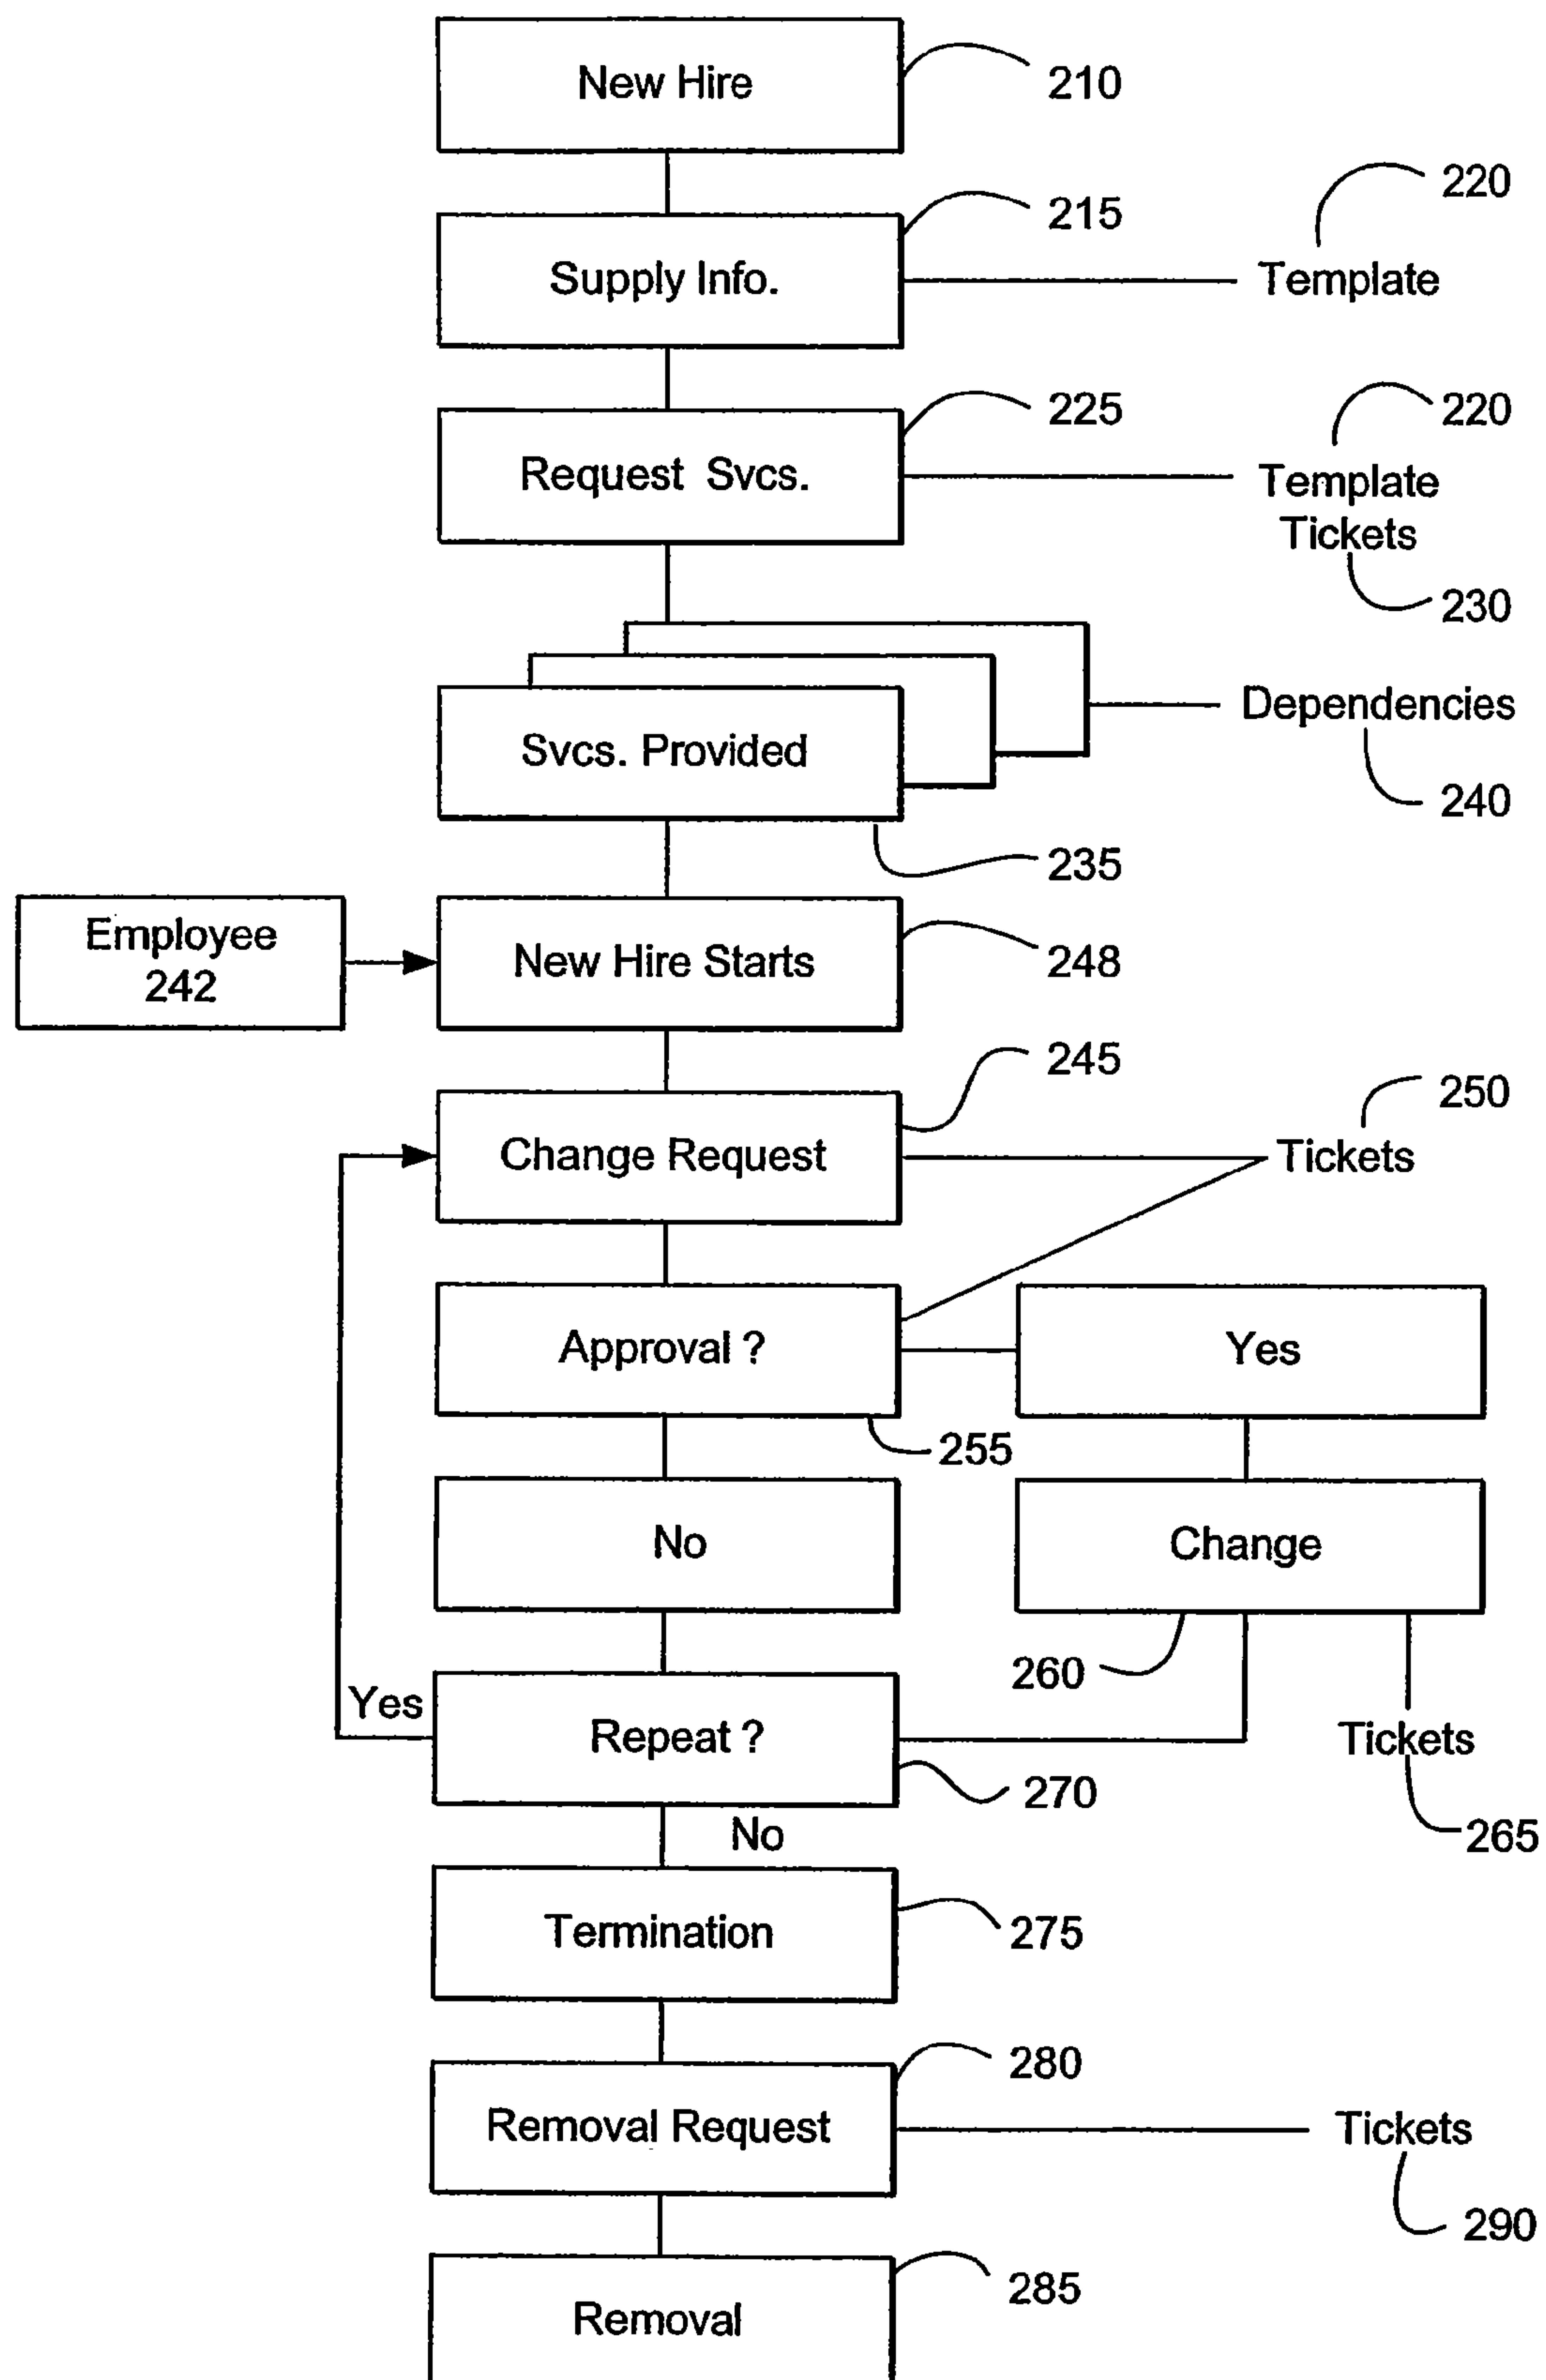 New Hire
210
220
215
Supply Info.
Template
225
220
Request Svcs.
Template
Tickets
230
Svcs. Provided
Dependencies
240
235
Employee
242
New Hire Starts
248
245
250
Change Request
Tickets
Approval ?
Yes
255
No
Change
260
Yes
Repeat ?
Tickets
270
265
No
Termination
275
280
Removal Request
Tickets
290
285
Removal